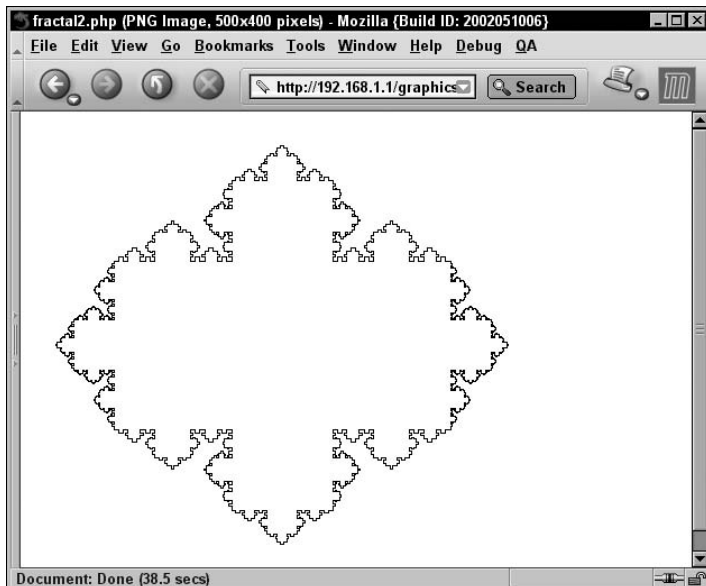 fractal2.php (PNG Image, 500x400 pixels) - Mozilla {Build ID: 2002051006}
File Edit View Go Bookmarks Tools Window Help Debug QA
http://192.168.1.1/graphics Search
Document: Done (38.5 secs)